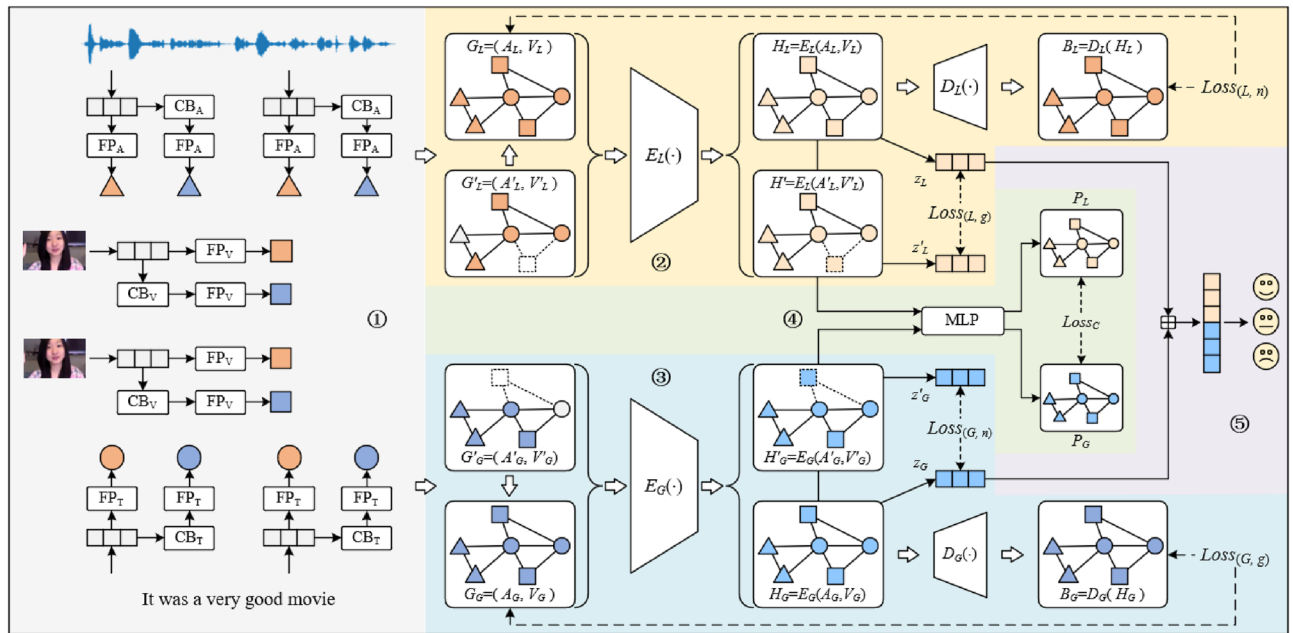 CB_A
CB_A
FP_A
FP_A
FP_A
FP_A
FP_V
CB_V
FP_V
①
FP_V
CB_V
FP_V
FP_T
FP_T
FP_T
FP_T
CB_T
CB_T
It was a very good movie
G_L=( A_L, V_L )
G'_L=( A'_L, V'_L )
E_L(·)
②
H_L=E_L(A_L,V_L)
H'=E_L(A'_L,V'_L)
D_L(·)
B_L=D_L( H_L )
Loss_(L, n)
z_L
Loss_(L, g)
z'_L
④
MLP
P_L
Loss_C
P_G
⑤
③
G'_G=( A'_G, V'_G)
G_G=( A_G, V_G )
E_G(·)
H'_G=E_G(A'_G,V'_G)
H_G=E_G(A_G,V_G)
z'_G
Loss_(G, n)
z_G
D_G(·)
B_G=D_G( H_G )
Loss_(G, g)